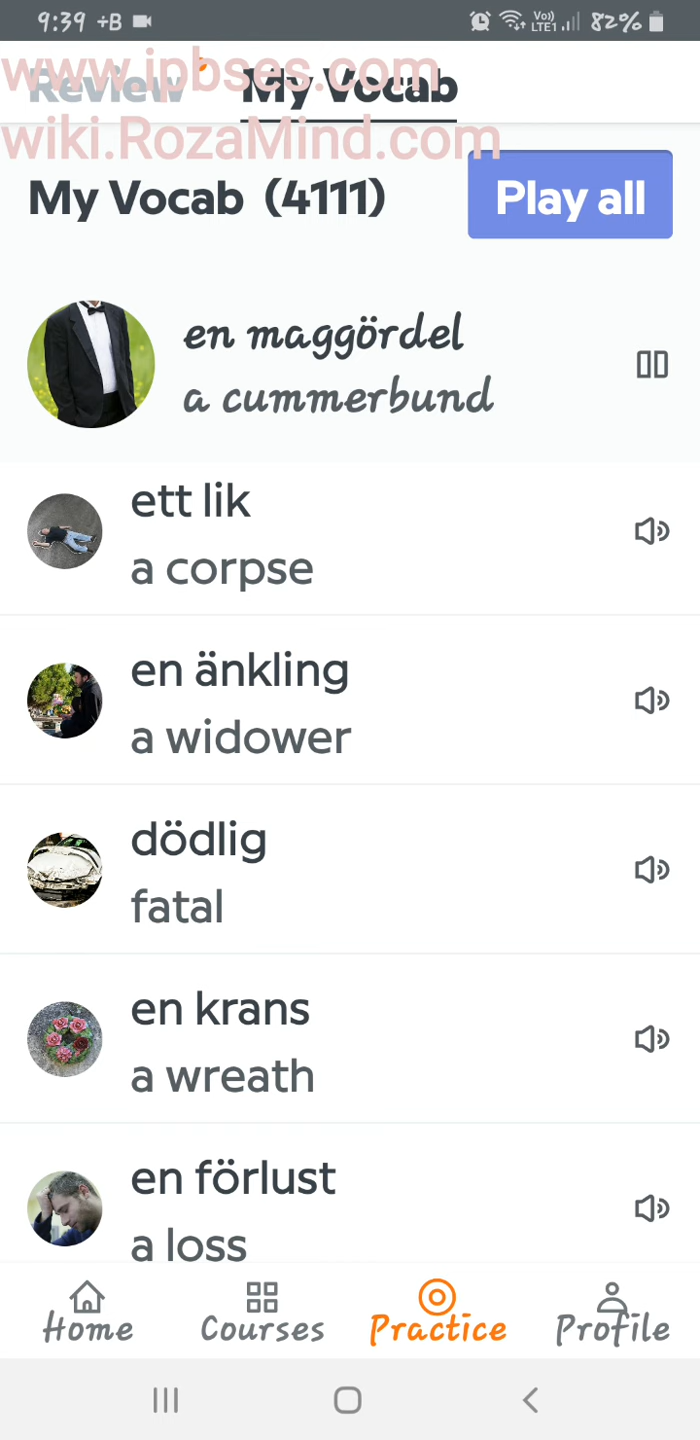 9:39 ÷B 82%
Vo)
LTE1
www.ipbses.com
Review My Vocab
wiki.RozaMind.com
My Vocab (4111) Play all
en maggördel
a cummerbund
ett lik
a corpse
en änkling
a widower
dödlig
fatal
en krans
a wreath
en förlust
a loss
Home Courses Practice Profile